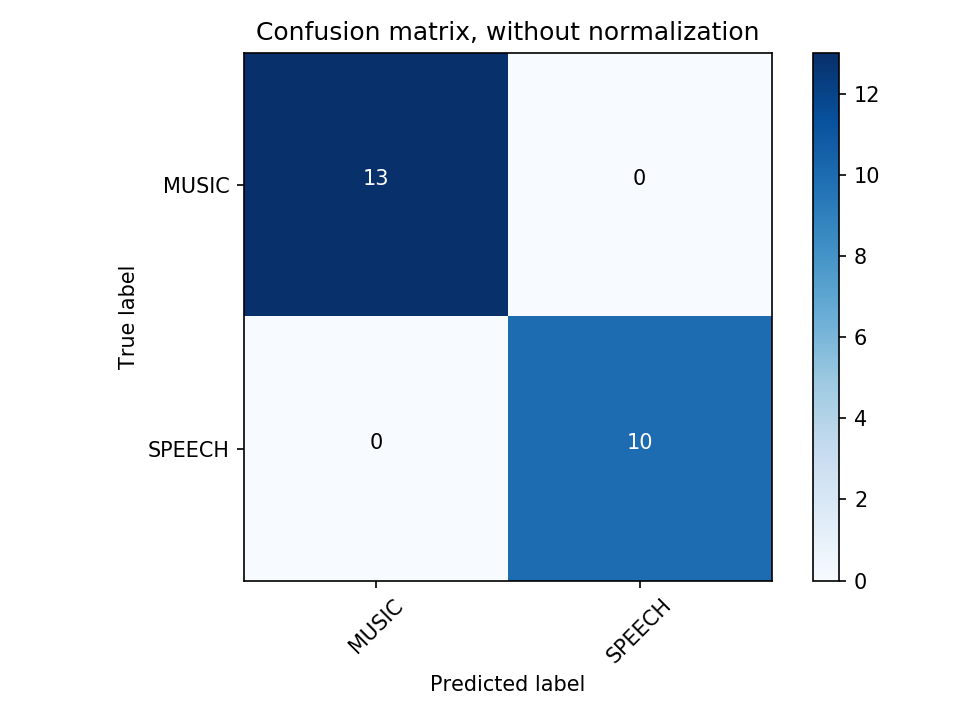 Confusion matrix, without normalization
True label
MUSIC
13
0
SPEECH
0
10
MUSIC
SPEECH
Predicted label
12
10
8
6
4
2
0